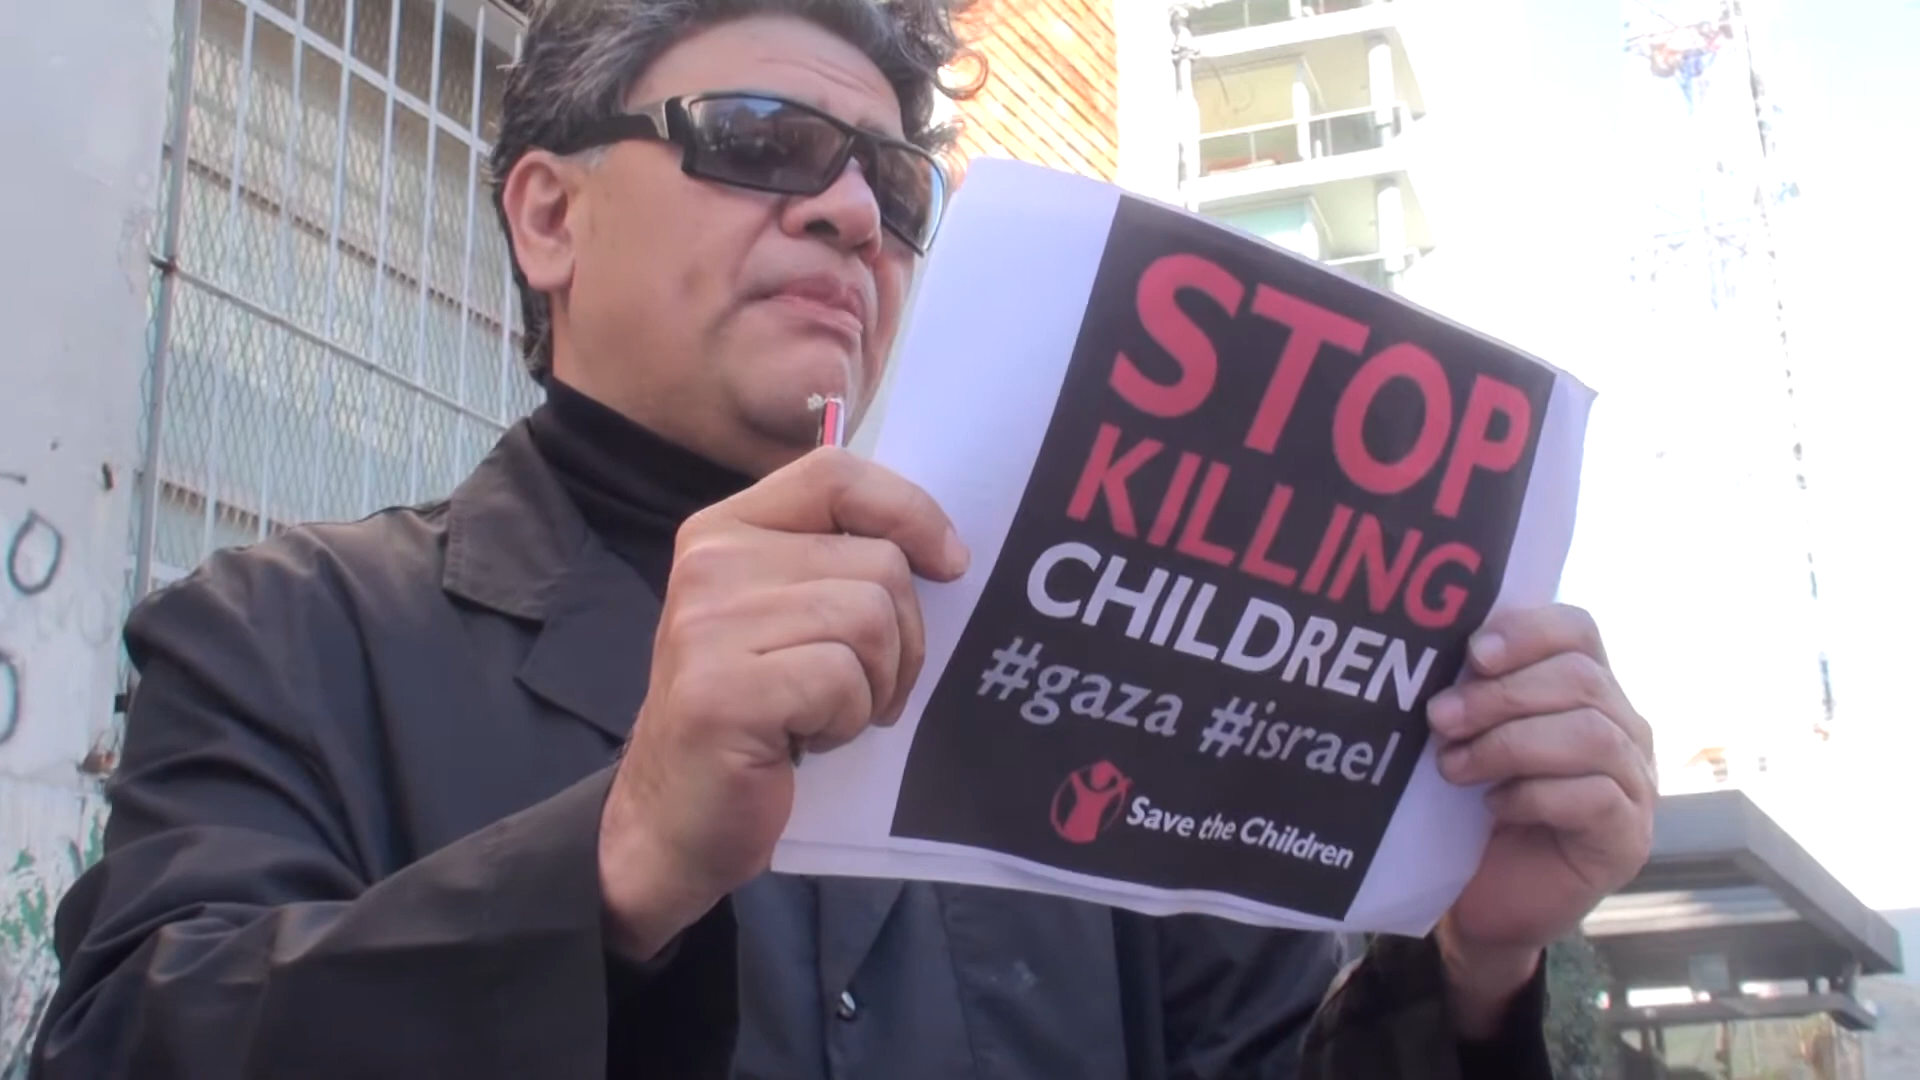 STOP
KILLING
CHILDREN
#gaza #israel
Save the Children